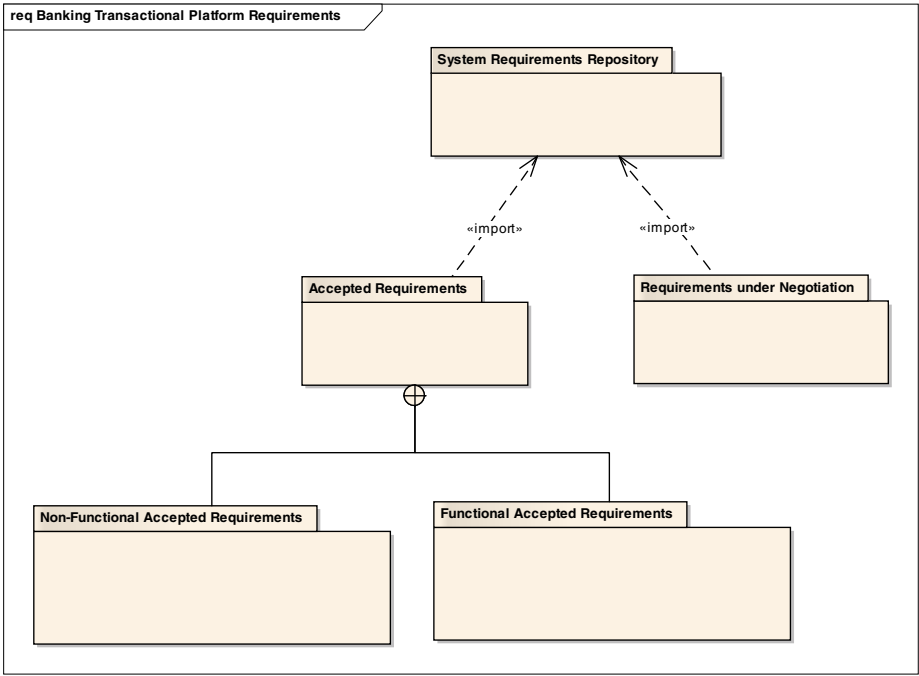 req Banking Transactional Platform Requirements
System Requirements Repository
«import»
«import»
Accepted Requirements
Requirements under Negotiation
Non-Functional Accepted Requirements
Functional Accepted Requirements